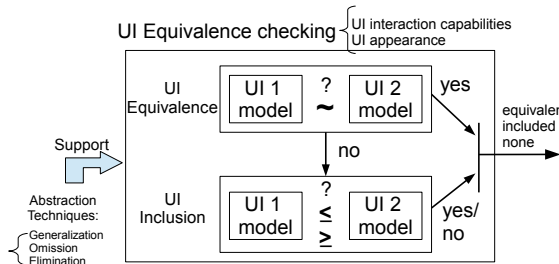 UI Equivalence checking
UI interaction capabilities
UI appearance
UI Equivalence
UI 1 model
?
~
UI 2 model
yes
no
Support
UI Inclusion
UI 1 model
?
≤
≥
UI 2 model
yes/
no
included
none
Abstraction
Techniques:
Generalization
Omission
Elimination